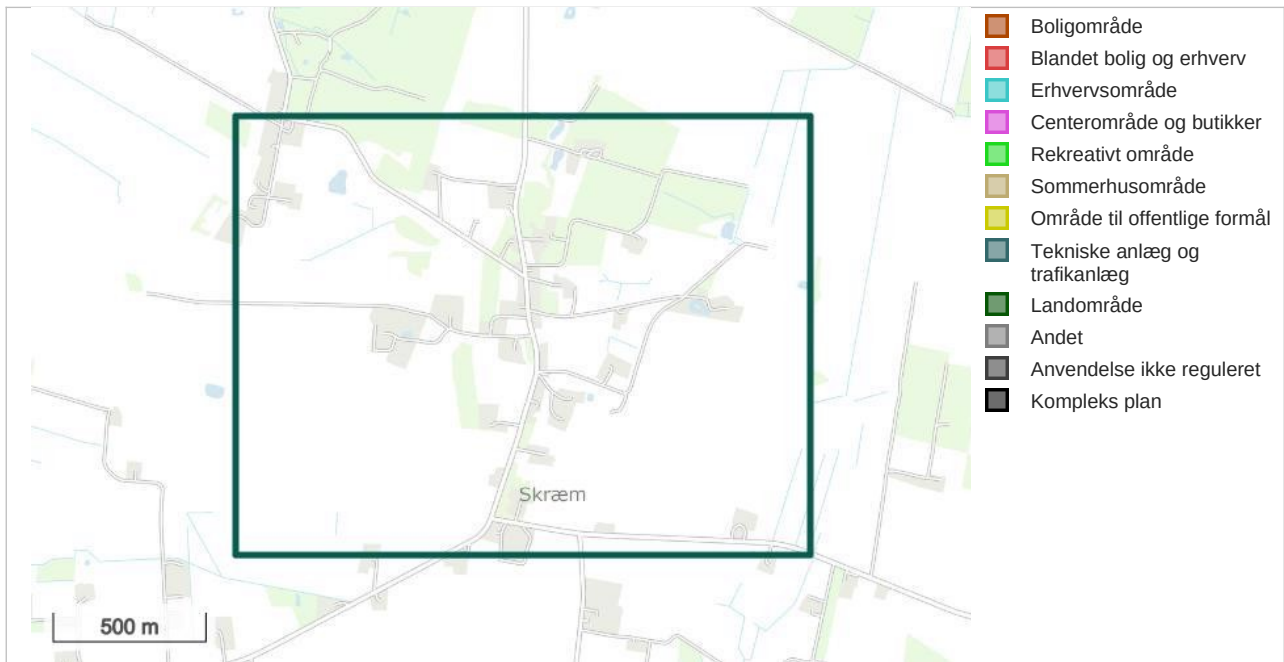 Boligområde
Blandet bolig og erhverv
Erhvervsområde
Centerområde og butikker
Rekreativt område
Sommerhusområde
Område til offentlige formål
Tekniske anlæg og
trafikanlæg
Landområde
Andet
Anvendelse ikke reguleret
Kompleks plan
Skræm
500 m